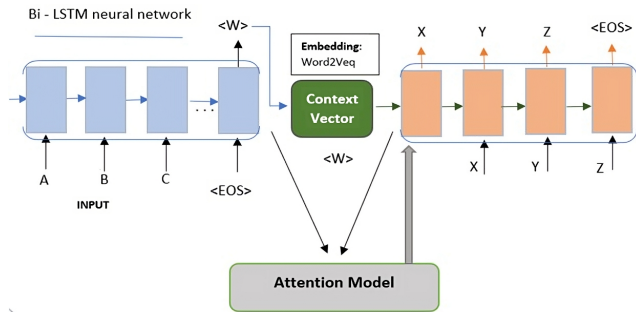 Bi - LSTM neural network
<W>
Embedding:
Word2Veq
Context
Vector
<W>
X
Y
Z
<EOS>
A
B
C
...
<EOS>
INPUT
X
Y
Z
Attention Model